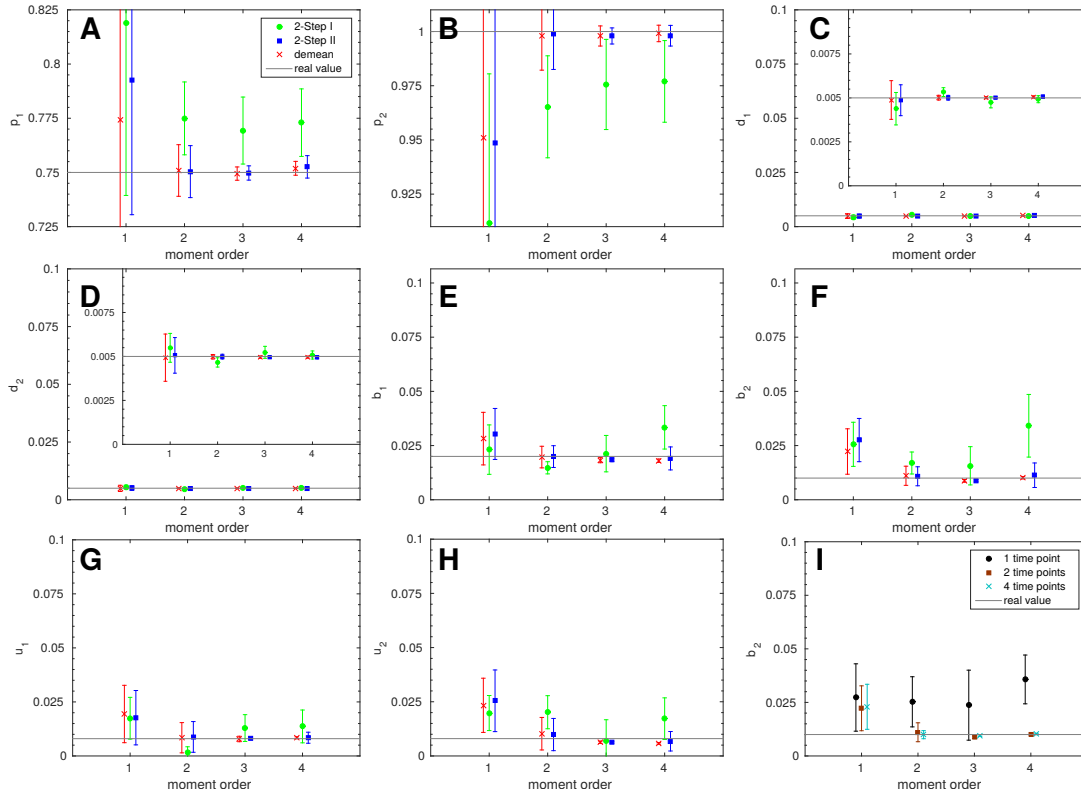 A
0.8
0.775
0.75
0.725
p1
1 2 3 4
moment order
2-Step I
2-Step II
demean
real value
B
1
0.975
0.95
0.925
p2
1 2 3 4
moment order
C
0.1
0.075
0.05
0.025
0
d1
1 2 3 4
moment order
0.0075
0.005
0.0025
0
1 2 3 4
D
0.1
0.075
0.05
0.025
0
d2
1 2 3 4
moment order
0.0075
0.005
0.0025
0
1 2 3 4
E
0.1
0.075
0.05
0.025
0
b1
1 2 3 4
moment order
F
0.1
0.075
0.05
0.025
0
b2
1 2 3 4
moment order
G
0.1
0.075
0.05
0.025
0
u1
1 2 3 4
moment order
H
0.1
0.075
0.05
0.025
0
u2
1 2 3 4
moment order
I
0.1
0.075
0.05
0.025
0
b2
1 2 3 4
moment order
1 time point
2 time points
4 time points
real value